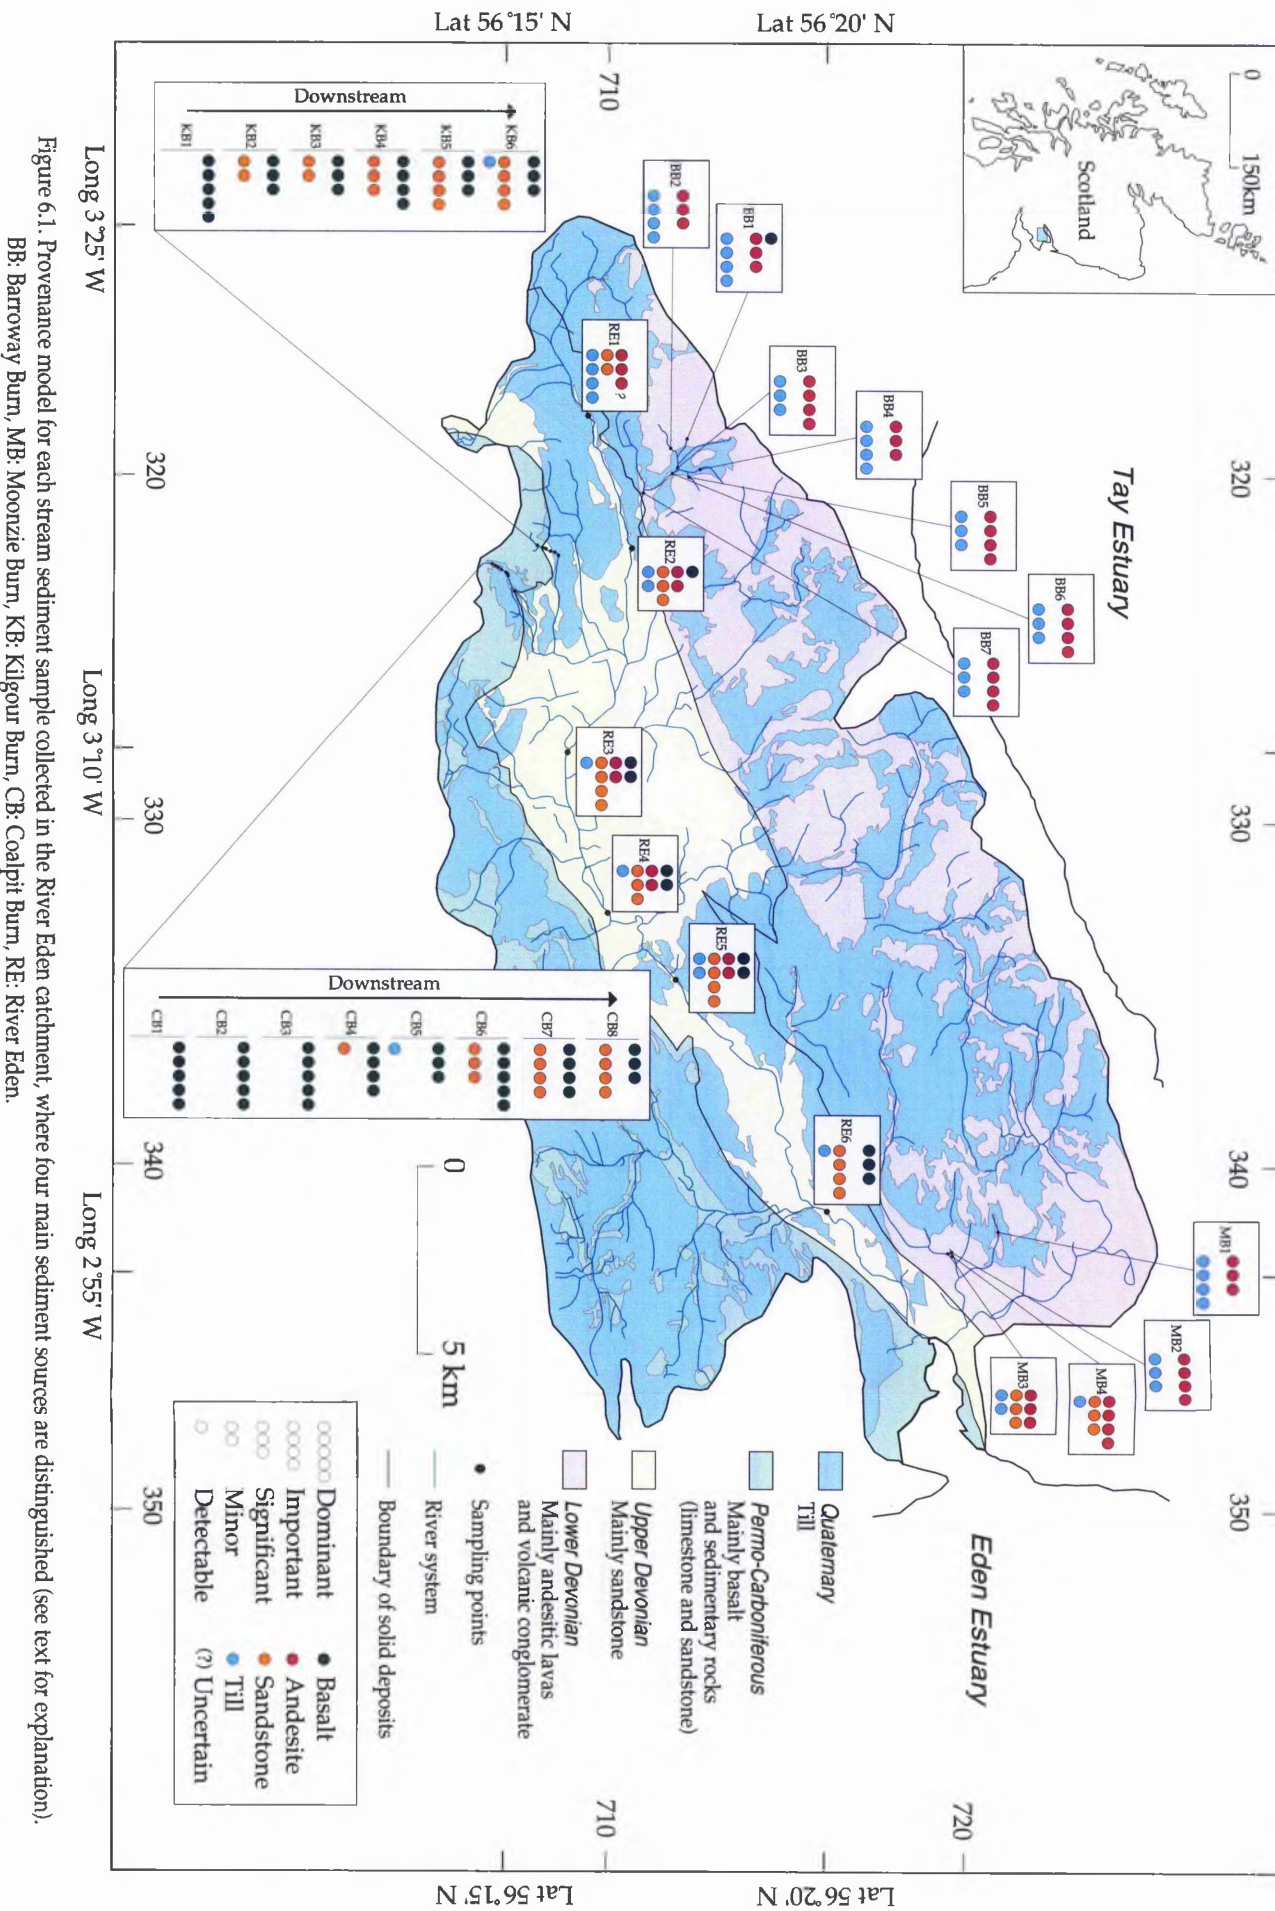 0
150km
Scotland
320
330
340
350
Tay Estuary
Eden Estuary
Lat 56°15' N
Lat 56°20' N
710
BB2
BB1
BB3
BB4
BB5
BB6
BB7
MB1
MB2
MB4
MB3
RE1
?
RE2
RE3
RE4
RE5
RE6
Downstream
KB6
KB5
KB4
KB3
KB2
KB1
Downstream
CB8
CB7
CB6
CB5
CB4
CB3
CB2
CB1
0
5 km
Quaternary
Till
Permo-Carboniferous
Mainly basalt
and sedimentary rocks
(limestone and sandstone)
Upper Devonian
Mainly sandstone
Lower Devonian
Mainly andesitic lavas
and volcanic conglomerate
Sampling points
River system
Boundary of solid deposits
Dominant
Important
Significant
Minor
Detectable
Basalt
Andesite
Sandstone
Till
(?) Uncertain
720
710
Lat 56°20' N
Lat 56°15' N
320
330
340
350
Long 3°25' W
Long 3°10' W
Long 2°55' W
Figure 6.1. Provenance model for each stream sediment sample collected in the River Eden catchment, where four main sediment sources are distinguished (see text for explanation).
BB: Barroway Burn, MB: Moonzie Burn, KB: Kilgour Burn, CB: Coalpit Burn, RE: River Eden.